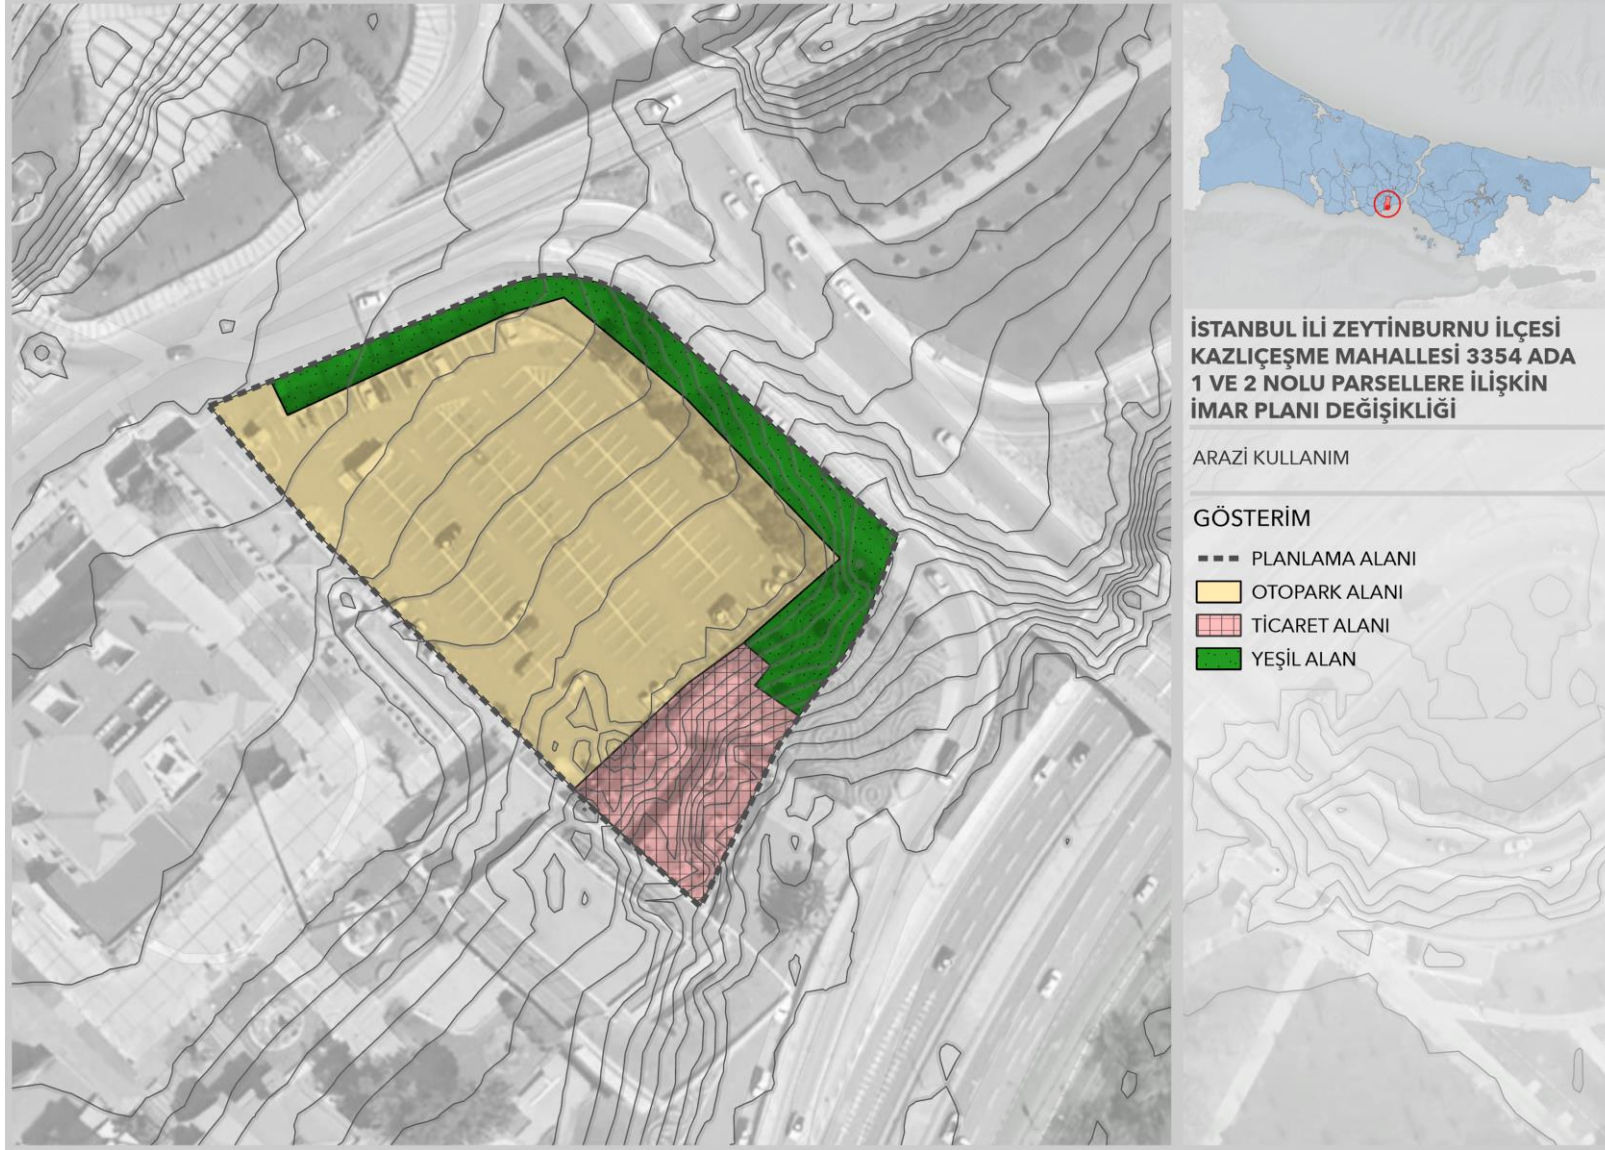 İSTANBUL İLİ ZEYTİNBURNU İLÇESİ
KAZLIÇEŞME MAHALLESİ 3354 ADA
1 VE 2 NOLU PARSELLERE İLİŞKİN
İMAR PLANI DEĞİŞİKLİĞİ
ARAZİ KULLANIM
GÖSTERİM
PLANLAMA ALANI
OTOPARK ALANI
TİCARET ALANI
YEŞİL ALAN